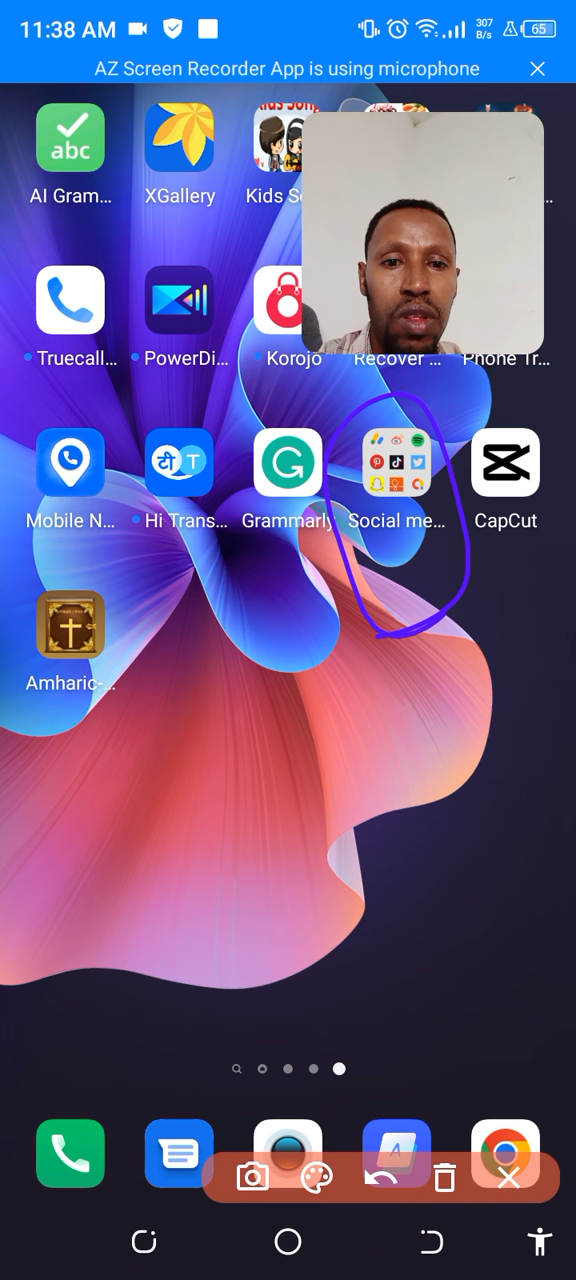 11:38 AM
307
B/s
65
AZ Screen Recorder App is using microphone
abc
AI Gram...
XGallery
Kids S
...
Truecall...
PowerDi...
Korojo
Recover ...
Phone Tr...
टी T
G
Mobile N...
Hi Trans...
Grammarly
Social me...
CapCut
Amharic-...
A